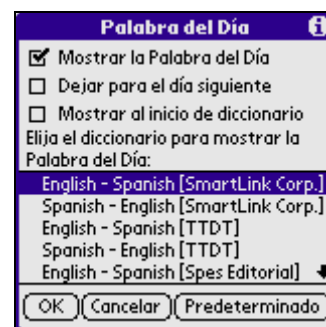 Palabra del Día
Mostrar la Palabra del Día
Dejar para el día siguiente
Mostrar al inicio de diccionario
Elija el diccionario para mostrar la
Palabra del Día:
English - Spanish [SmartLink Corp.]
Spanish - English [SmartLink Corp.]
English - Spanish [TTDT]
Spanish - English [TTDT]
English - Spanish [Spes Editorial]
OK Cancelar Predeterminado